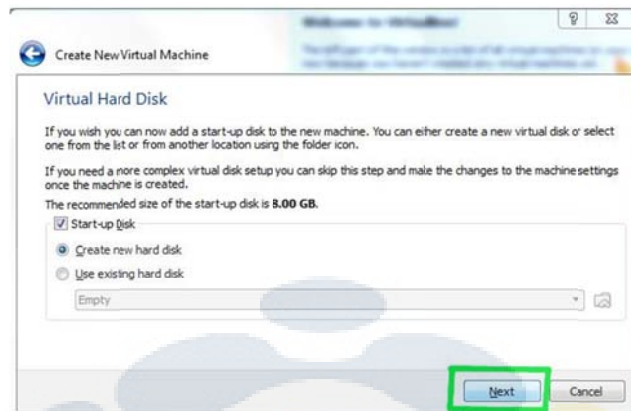 Create New Virtual Machine
Virtual Hard Disk
If you wish you can now add a start-up disk to the new machine. You can either create a new virtual disk or select
one from the list or from another location using the folder icon.
If you need a more complex virtual disk setup you can skip this step and make the changes to the machine settings
once the machine is created.
The recommended size of the start-up disk is 8.00 GB.
Start-up Disk
Create new hard disk
Use existing hard disk
Empty
Next
Cancel